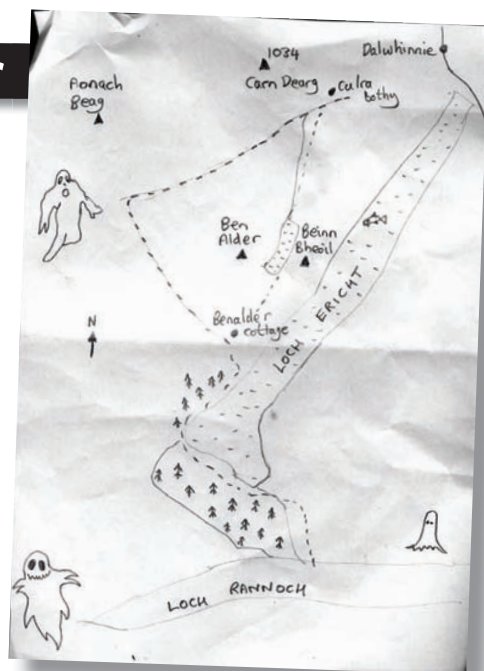 1034
Carn Dearg
Dalwhinnie
Aonach
Beag
Culra
bothy
Ben
Alder
Beinn
Bheoil
N
Benalder
cottage
LOCH ERICHT
LOCH RANNOCH